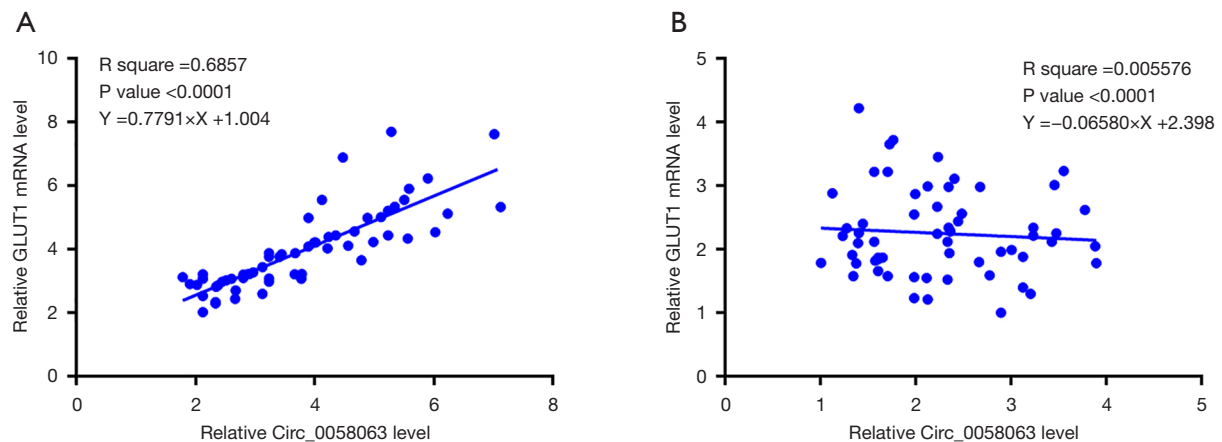 A
R square =0.6857
P value <0.0001
Y =0.7791×X +1.004
Relative GLUT1 mRNA level
10
8
6
4
2
0
0 2 4 6 8
Relative Circ_0058063 level
B
R square =0.005576
P value <0.0001
Y =−0.06580×X +2.398
Relative GLUT1 mRNA level
5
4
3
2
1
0
0 1 2 3 4 5
Relative Circ_0058063 level